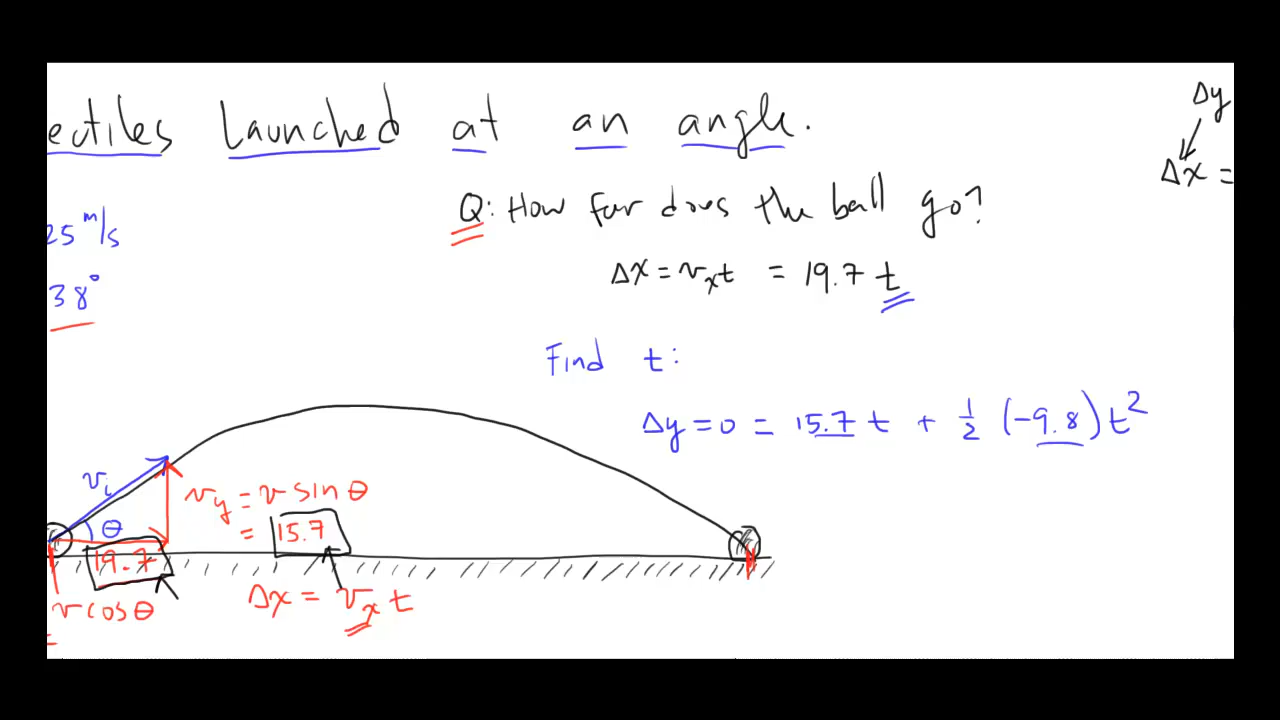 ectiles Launched at an angle.
Δy
Δx =
Q: How far does the ball go?
25 m/s
38°
Δx = vₓt = 19.7 t
Find t:
Δy = 0 = 15.7 t + ½ (-9.8) t²
vᵢ
θ
v_y = v sin θ
= 15.7
19.7
v cos θ
Δx = vₓ t